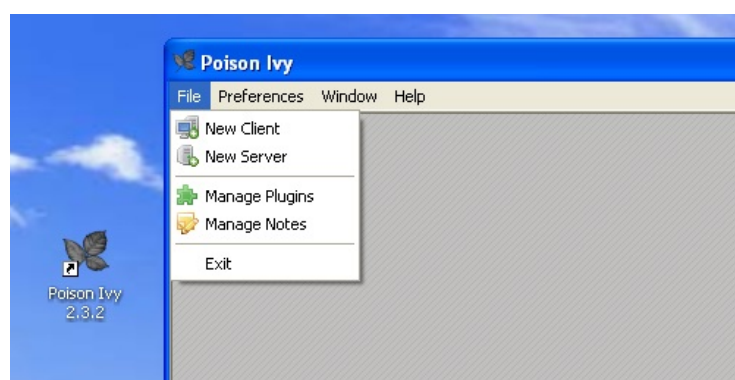 Poison Ivy
File Preferences Window Help
New Client
New Server
Manage Plugins
Manage Notes
Exit
Poison Ivy
2.3.2